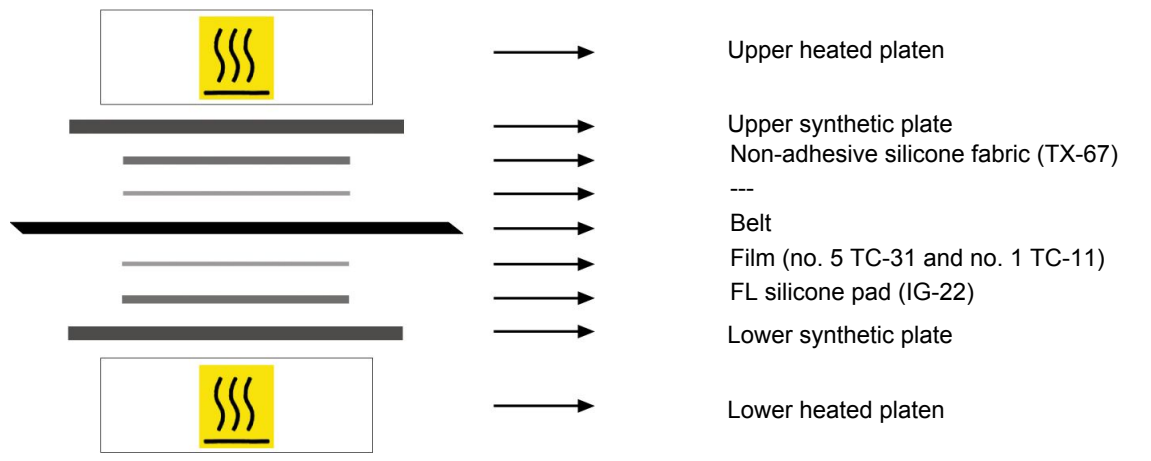 Upper heated platen
Upper synthetic plate
Non-adhesive silicone fabric (TX-67)
---
Belt
Film (no. 5 TC-31 and no. 1 TC-11)
FL silicone pad (IG-22)
Lower synthetic plate
Lower heated platen